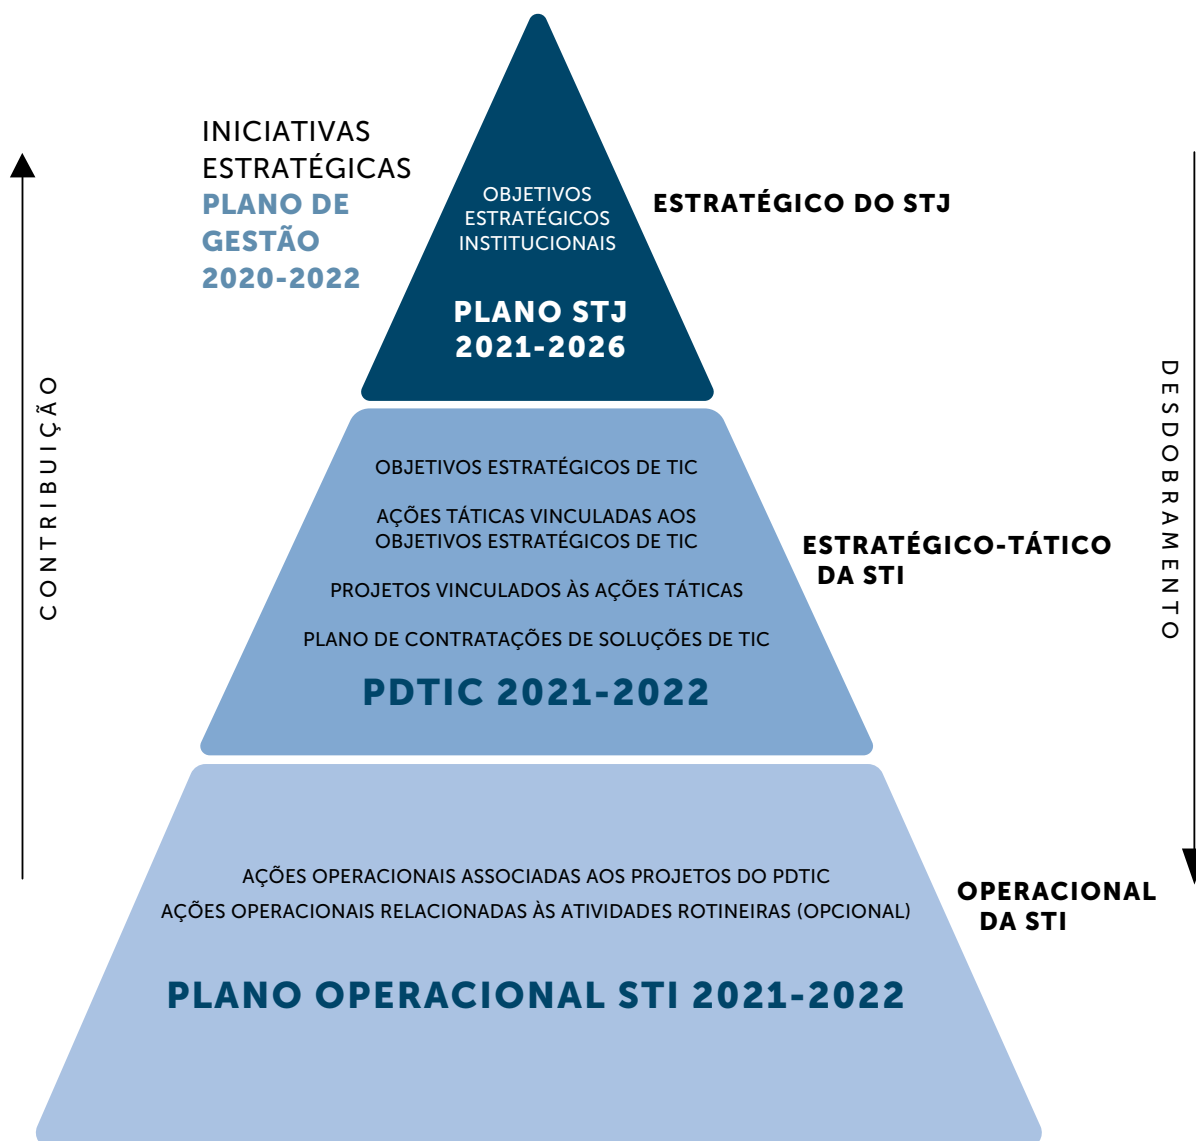 INICIATIVAS
ESTRATÉGICAS
PLANO DE
GESTÃO
2020-2022
OBJETIVOS
ESTRATÉGICOS
INSTITUCIONAIS
PLANO STJ
2021-2026
ESTRATÉGICO DO STJ
CONTRIBUIÇÃO
DESDOBRAMENTO
OBJETIVOS ESTRATÉGICOS DE TIC
AÇÕES TÁTICAS VINCULADAS AOS
OBJETIVOS ESTRATÉGICOS DE TIC
PROJETOS VINCULADOS ÀS AÇÕES TÁTICAS
PLANO DE CONTRATAÇÕES DE SOLUÇÕES DE TIC
PDTIC 2021-2022
ESTRATÉGICO-TÁTICO
DA STI
AÇÕES OPERACIONAIS ASSOCIADAS AOS PROJETOS DO PDTIC
AÇÕES OPERACIONAIS RELACIONADAS ÀS ATIVIDADES ROTINEIRAS (OPCIONAL)
PLANO OPERACIONAL STI 2021-2022
OPERACIONAL
DA STI